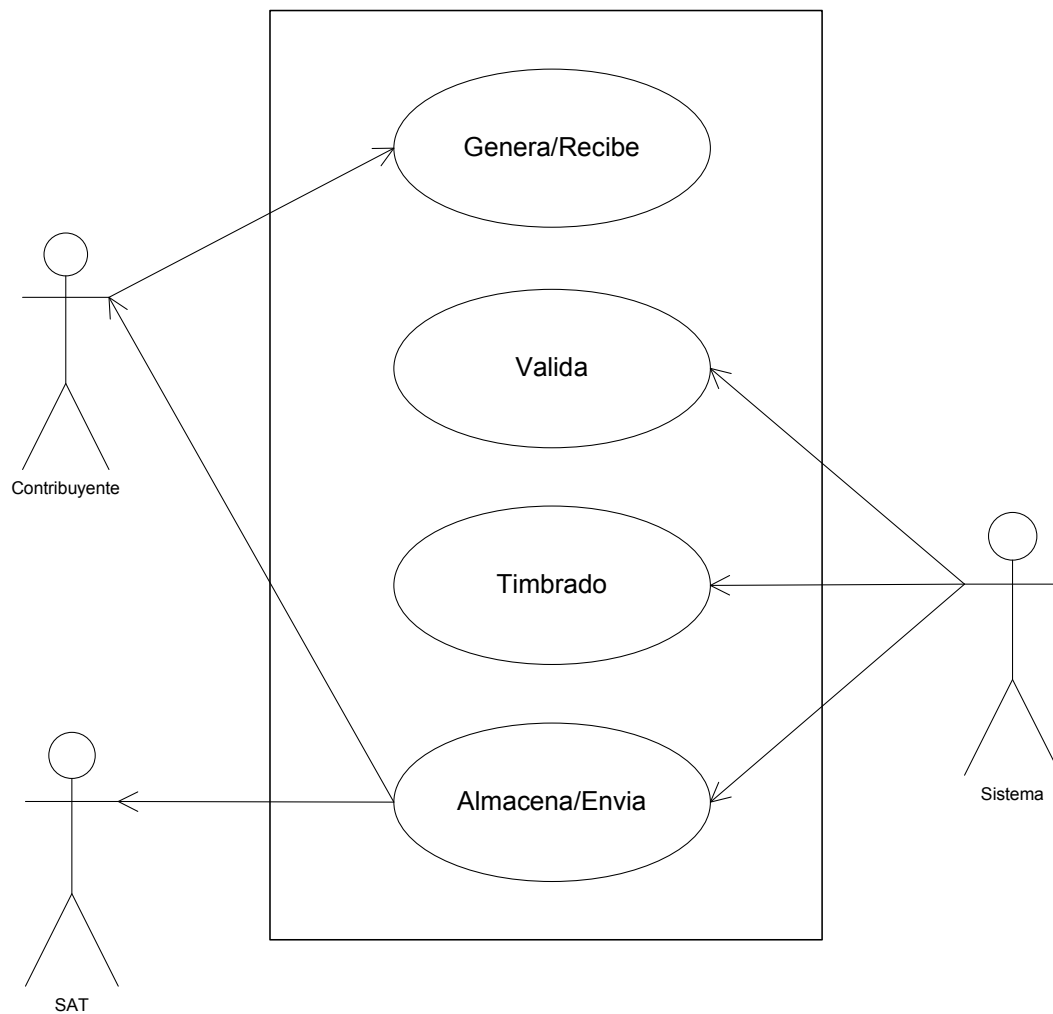 Genera/Recibe
Valida
Contribuyente
Timbrado
Sistema
Almacena/Envia
SAT